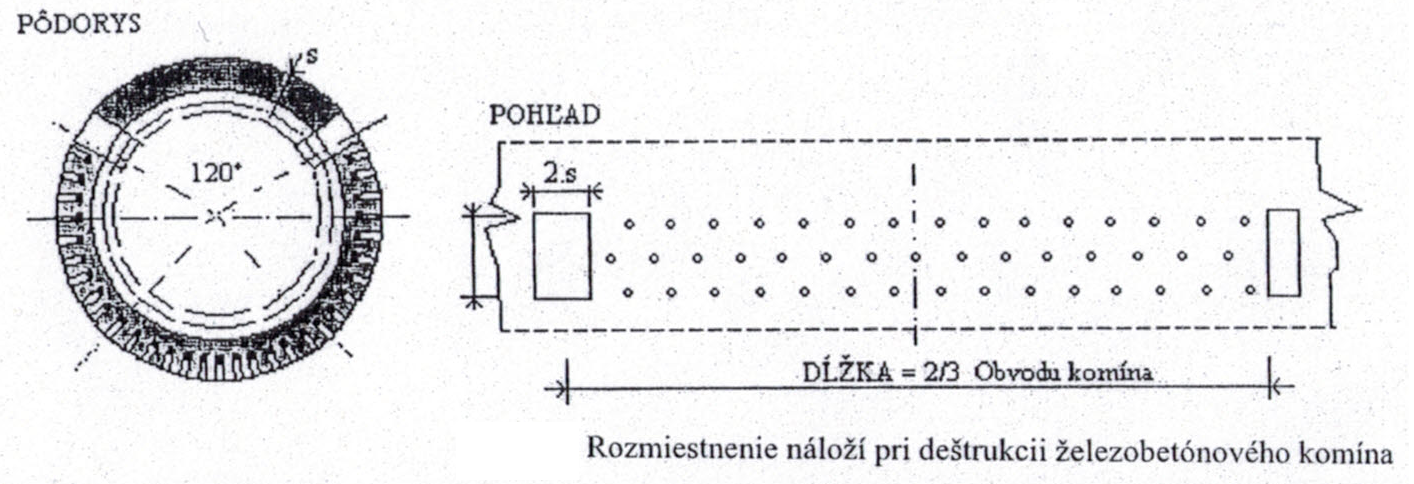 PÔDORYS
s
120°
POHĽAD
2.s
DĹŽKA = 2/3 Obvodu komína
Rozmiestnenie náloží pri deštrukcii železobetónového komína